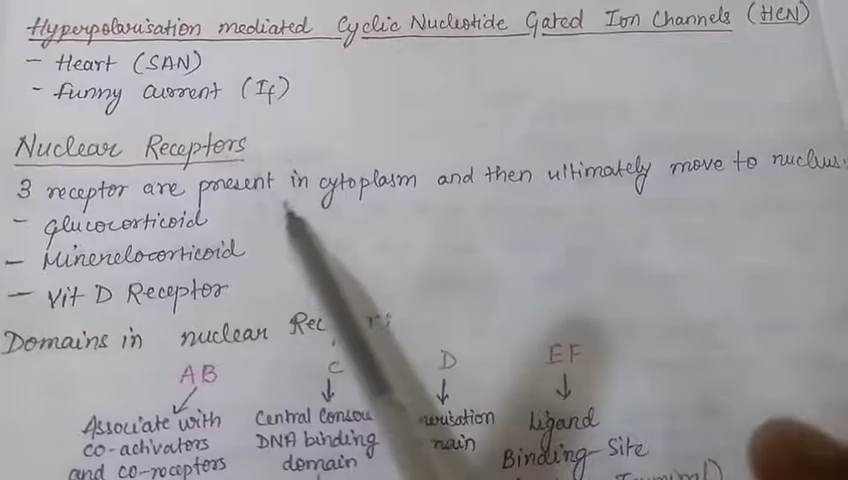 Hyperpolarisation mediated Cyclic Nucleotide Gated Ion Channels (HCN)
- Heart (SAN)
- Funny current (If)
Nuclear Receptors
3 receptor are present in cytoplasm and then ultimately move to nucleus.
- Glucocorticoid
- Minerelocorticoid
- Vit D Receptor
Domains in nuclear
AB C D EF
Associate with Central Ligand
co-activators DNA binding Binding-Site
and co-roceptors domain